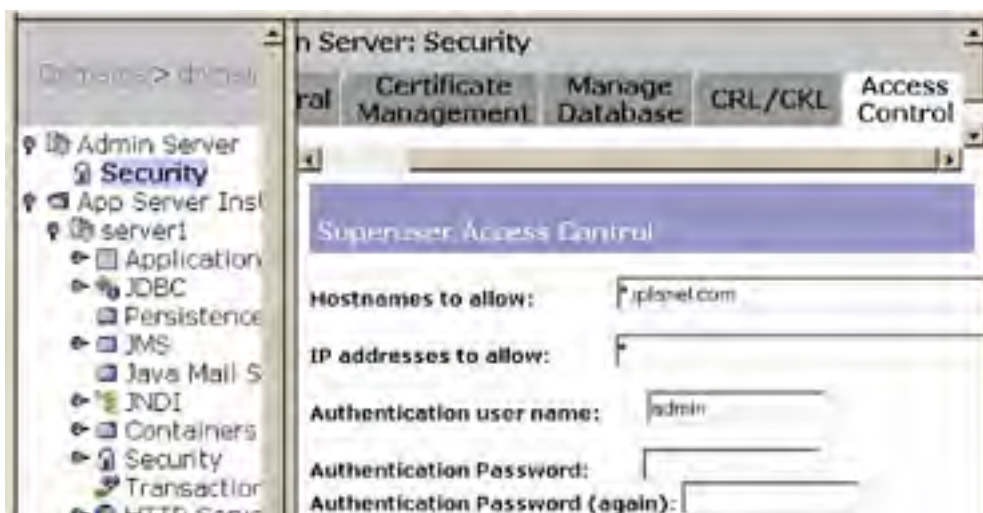 n Server: Security
ral
Certificate Management
Manage Database
CRL/CKL
Access Control
Admin Server
Security
App Server Inst
server1
Application
JDBC
Persistence
JMS
Java Mail S
JNDI
Containers
Security
Transaction
HTTP Serve
Superuser Access Control
Hostnames to allow:
IP addresses to allow: *
Authentication user name: admin
Authentication Password:
Authentication Password (again):